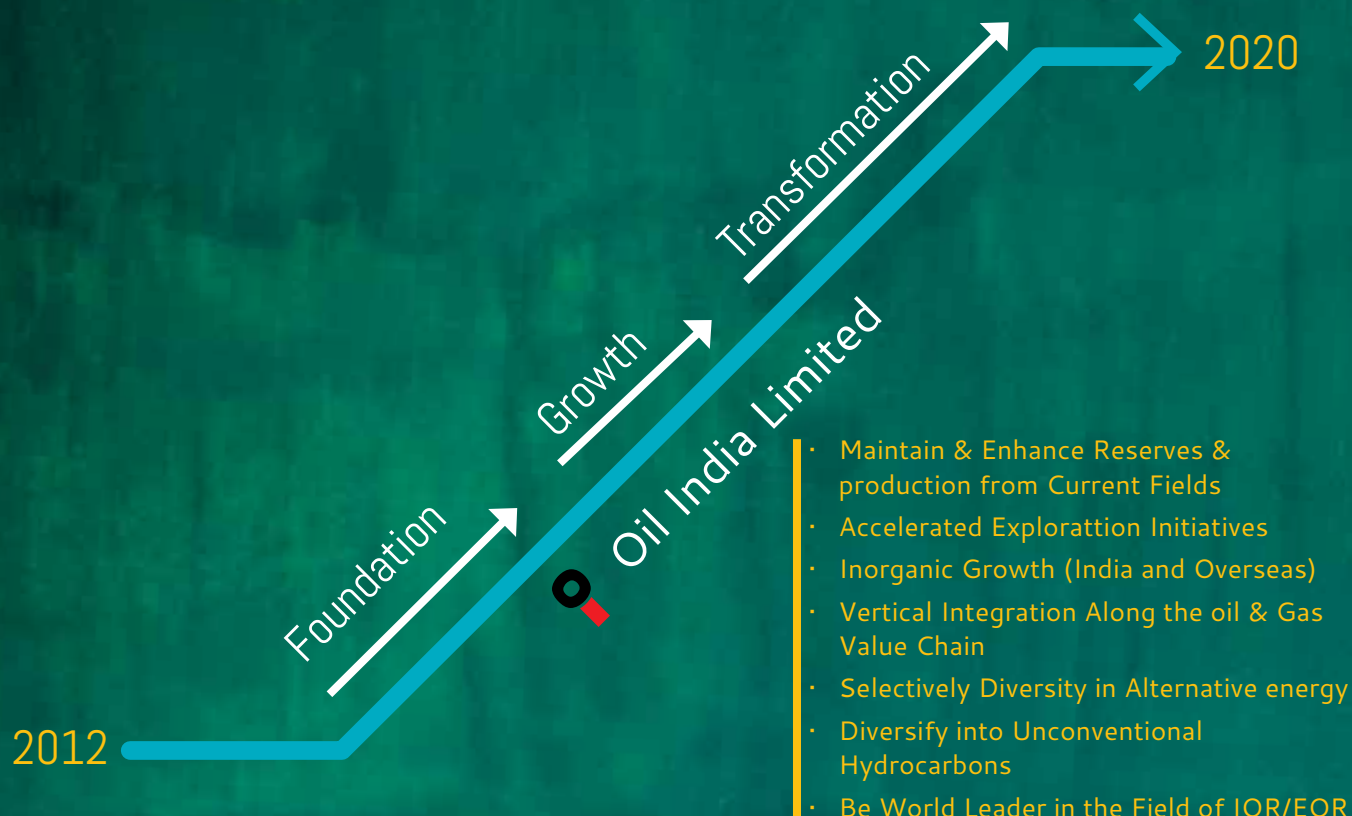 2020
Transformation
Growth
Oil India Limited
Foundation
2012
· Maintain & Enhance Reserves &
production from Current Fields
· Accelerated Explorattion Initiatives
· Inorganic Growth (India and Overseas)
· Vertical Integration Along the oil & Gas
Value Chain
· Selectively Diversity in Alternative energy
· Diversify into Unconventional
Hydrocarbons
· Be World Leader in the Field of IOR/EOR